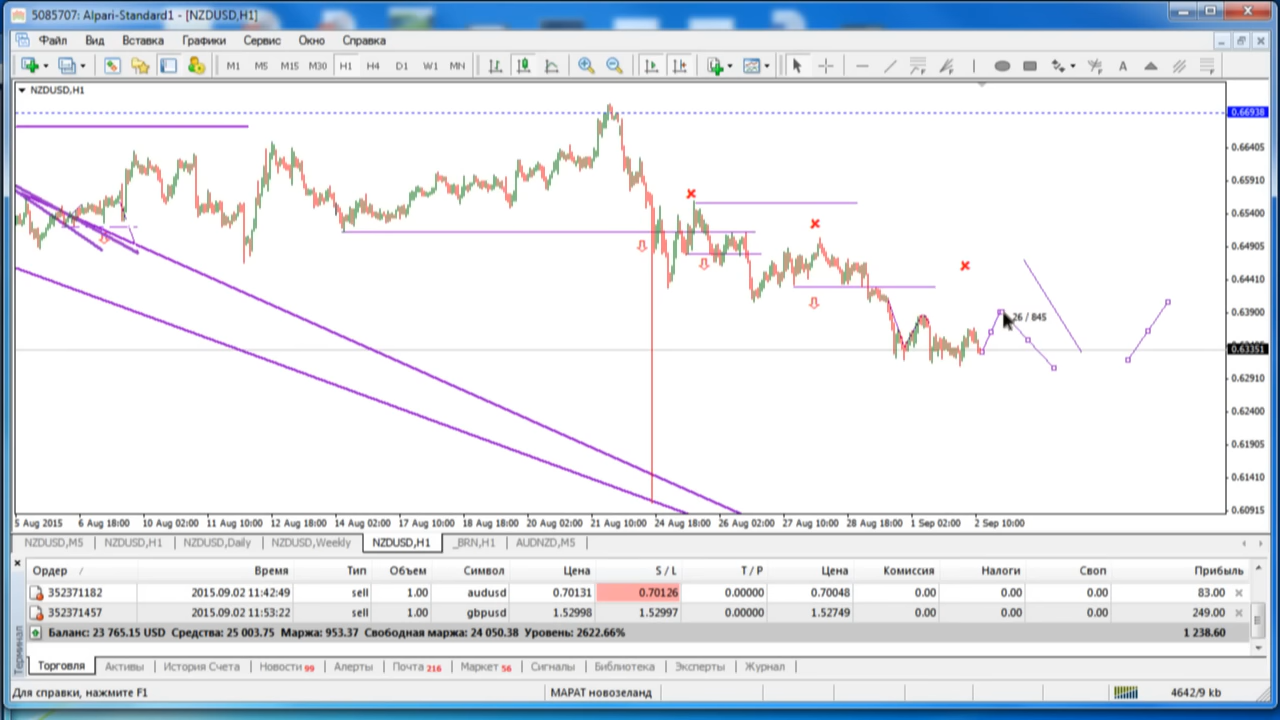 5085707: Alpari-Standard1 - [NZDUSD,H1]
Файл Вид Вставка Графики Сервис Окно Справка
M1 M5 M15 M30 H1 H4 D1 W1 MN A
NZDUSD,H1
0.66938
0.66405
0.65910
0.65400
0.64905
0.64410
0.63900
26 / 845
0.63351
0.62910
0.62400
0.61905
0.61410
0.60915
5 Aug 2015 6 Aug 18:00 10 Aug 02:00 11 Aug 10:00 12 Aug 18:00 14 Aug 02:00 17 Aug 10:00 18 Aug 18:00 20 Aug 02:00 21 Aug 10:00 24 Aug 18:00 26 Aug 02:00 27 Aug 10:00 28 Aug 18:00 1 Sep 02:00 2 Sep 10:00
NZDUSD,M5 NZDUSD,H1 NZDUSD,Daily NZDUSD,Weekly NZDUSD,H1 _BRN,H1 AUDNZD,M5
Ордер / Время Тип Объем Символ Цена S / L T / P Цена Комиссия Налоги Своп Прибыль
352371182 2015.09.02 11:42:49 sell 1.00 audusd 0.70131 0.70126 0.00000 0.70048 0.00 0.00 0.00 83.00
352371457 2015.09.02 11:53:22 sell 1.00 gbpusd 1.52998 1.52997 0.00000 1.52749 0.00 0.00 0.00 249.00
Баланс: 23 765.15 USD Средства: 25 003.75 Маржа: 953.37 Свободная маржа: 24 050.38 Уровень: 2622.66% 1 238.60
Терминал
Торговля Активы История Счета Новости 99 Алерты Почта 216 Маркет 56 Сигналы Библиотека Эксперты Журнал
Для справки, нажмите F1 МАРАТ новозеланд 4642/9 kb